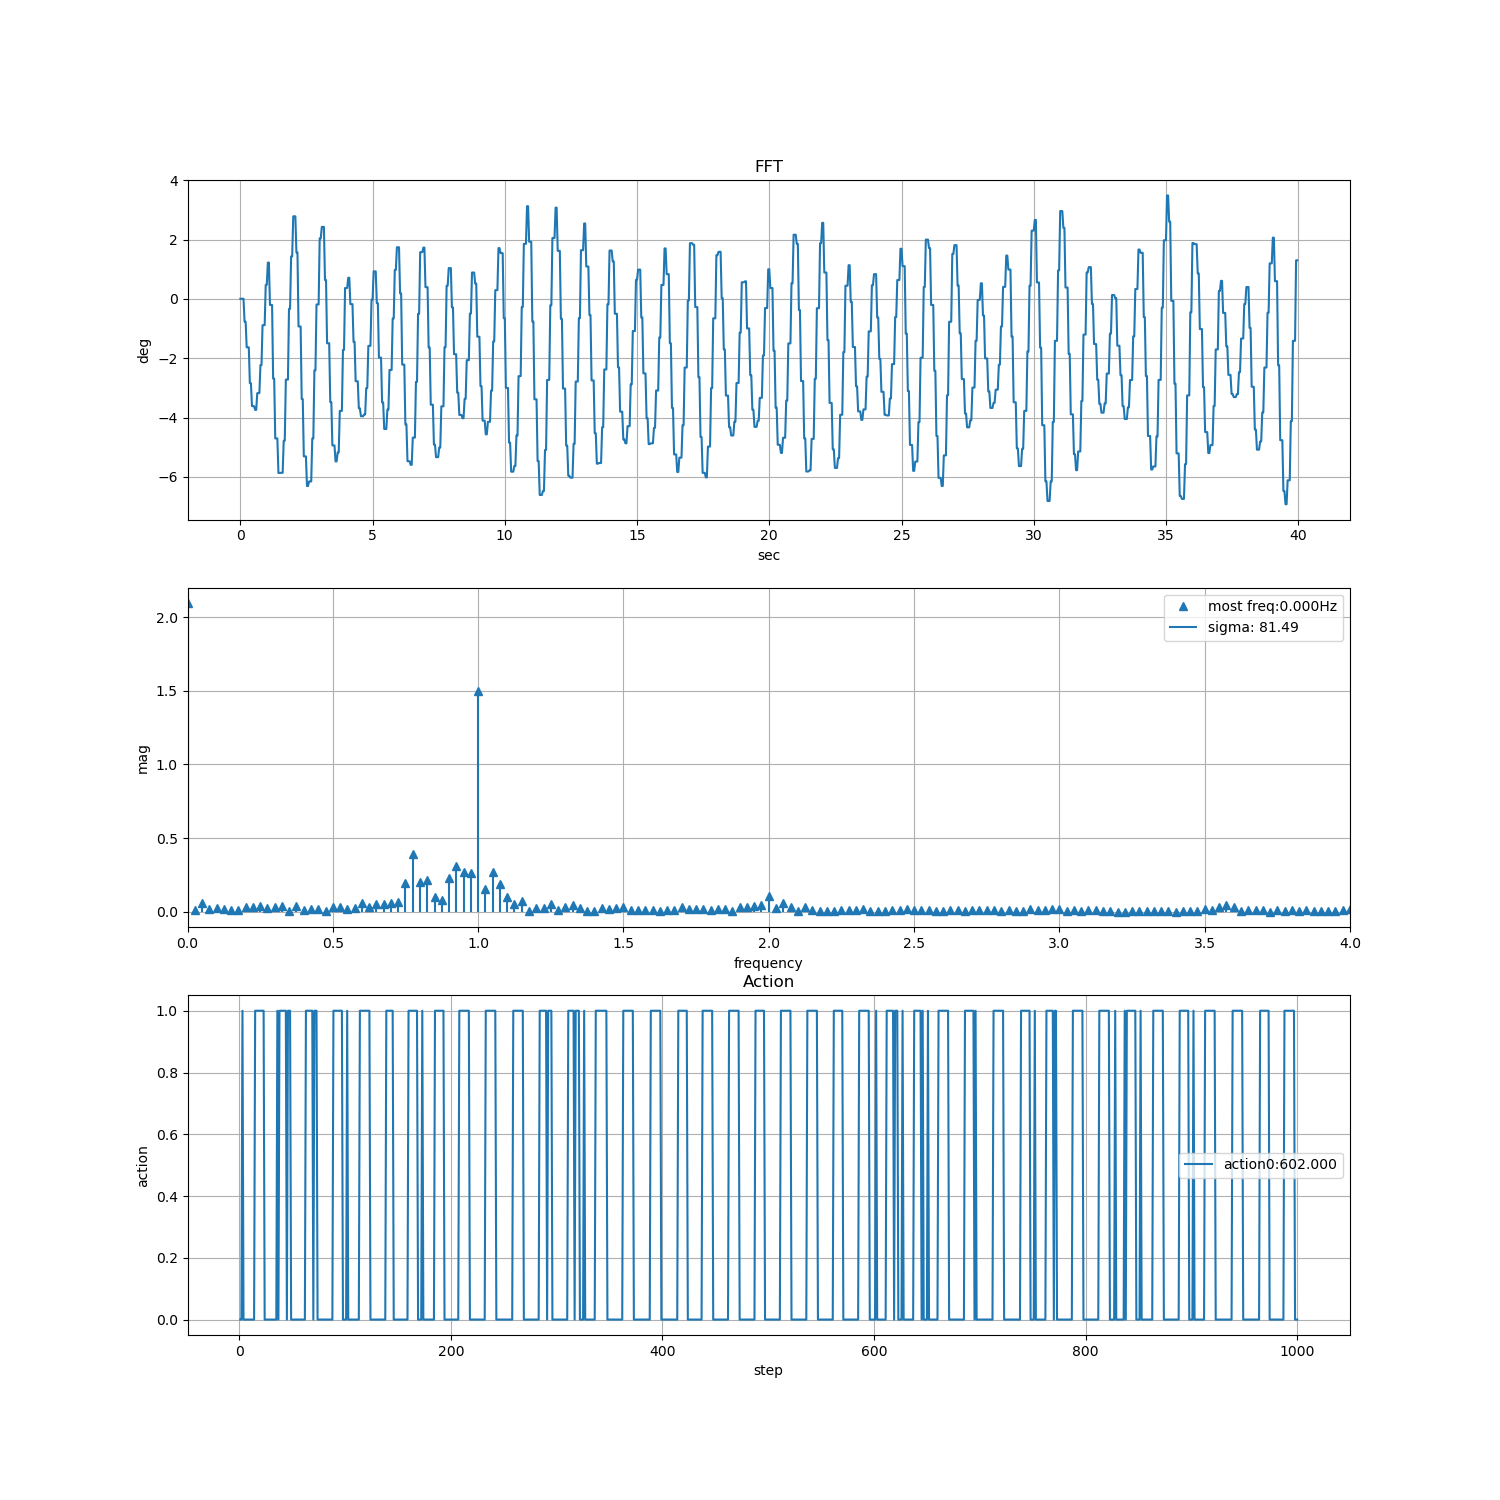 FFT
4
2
0
−2
−4
−6
deg
0 5 10 15 20 25 30 35 40
sec
2.0
1.5
1.0
0.5
0.0
mag
most freq:0.000Hz
sigma: 81.49
0.0 0.5 1.0 1.5 2.0 2.5 3.0 3.5 4.0
frequency
Action
1.0
0.8
0.6
0.4
0.2
0.0
action
action0:602.000
0 200 400 600 800 1000
step